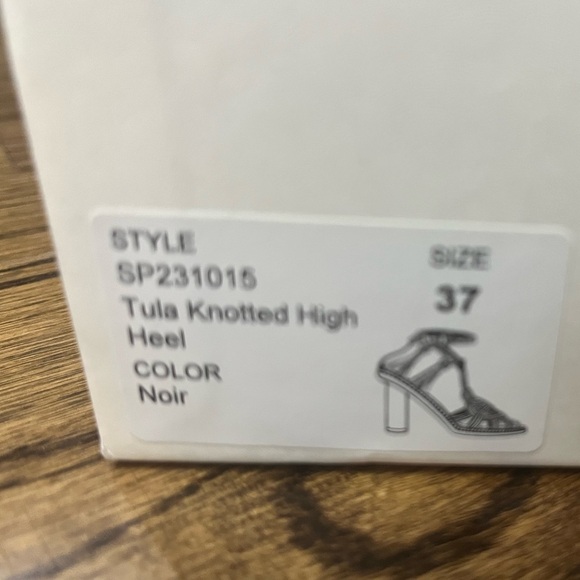 STYLE
SP231015
Tula Knotted High
Heel
COLOR
Noir
SIZE
37